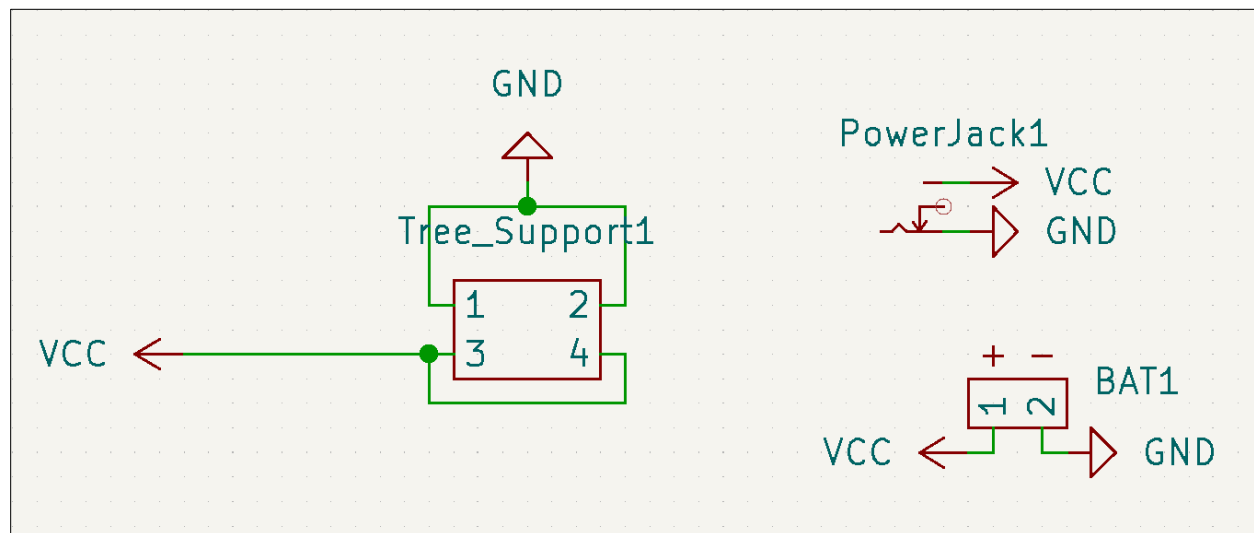 GND
Tree_Support1
1 2
3 4
VCC
PowerJack1
VCC
GND
+ −
BAT1
1 2
VCC
GND